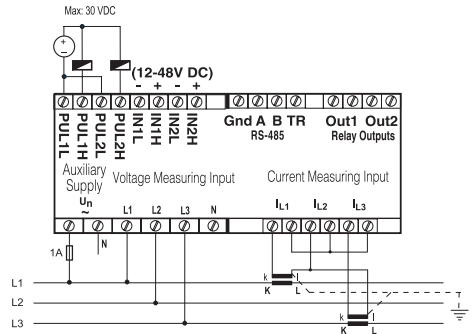 Max: 30 VDC
+
-
(12-48V DC)
- + - +
PUL1L PUL1H PUL2L PUL2H IN1L IN1H IN2L IN2H
Gnd A B TR Out1 Out2
RS-485 Relay Outputs
Auxiliary Supply
Voltage Measuring Input
Current Measuring Input
Un
~
L1 L2 L3 N
IL1 IL2 IL3
1A
N
L1
k l
K L
L2
L3
k l
K L